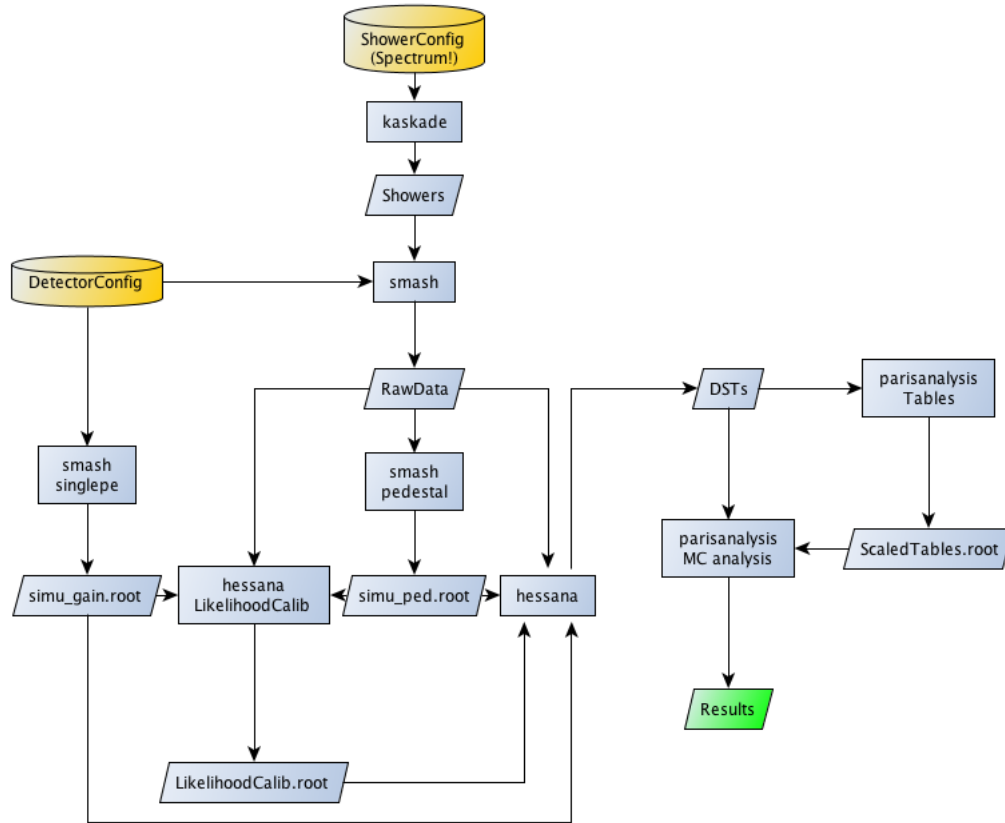 ShowerConfig
(Spectrum!)
kaskade
Showers
DetectorConfig
smash
RawData
DSTs
parisanalysis
Tables
smash
singlepe
smash
pedestal
parisanalysis
MC analysis
ScaledTables.root
simu_gain.root
hessana
LikelihoodCalib
simu_ped.root
hessana
Results
LikelihoodCalib.root